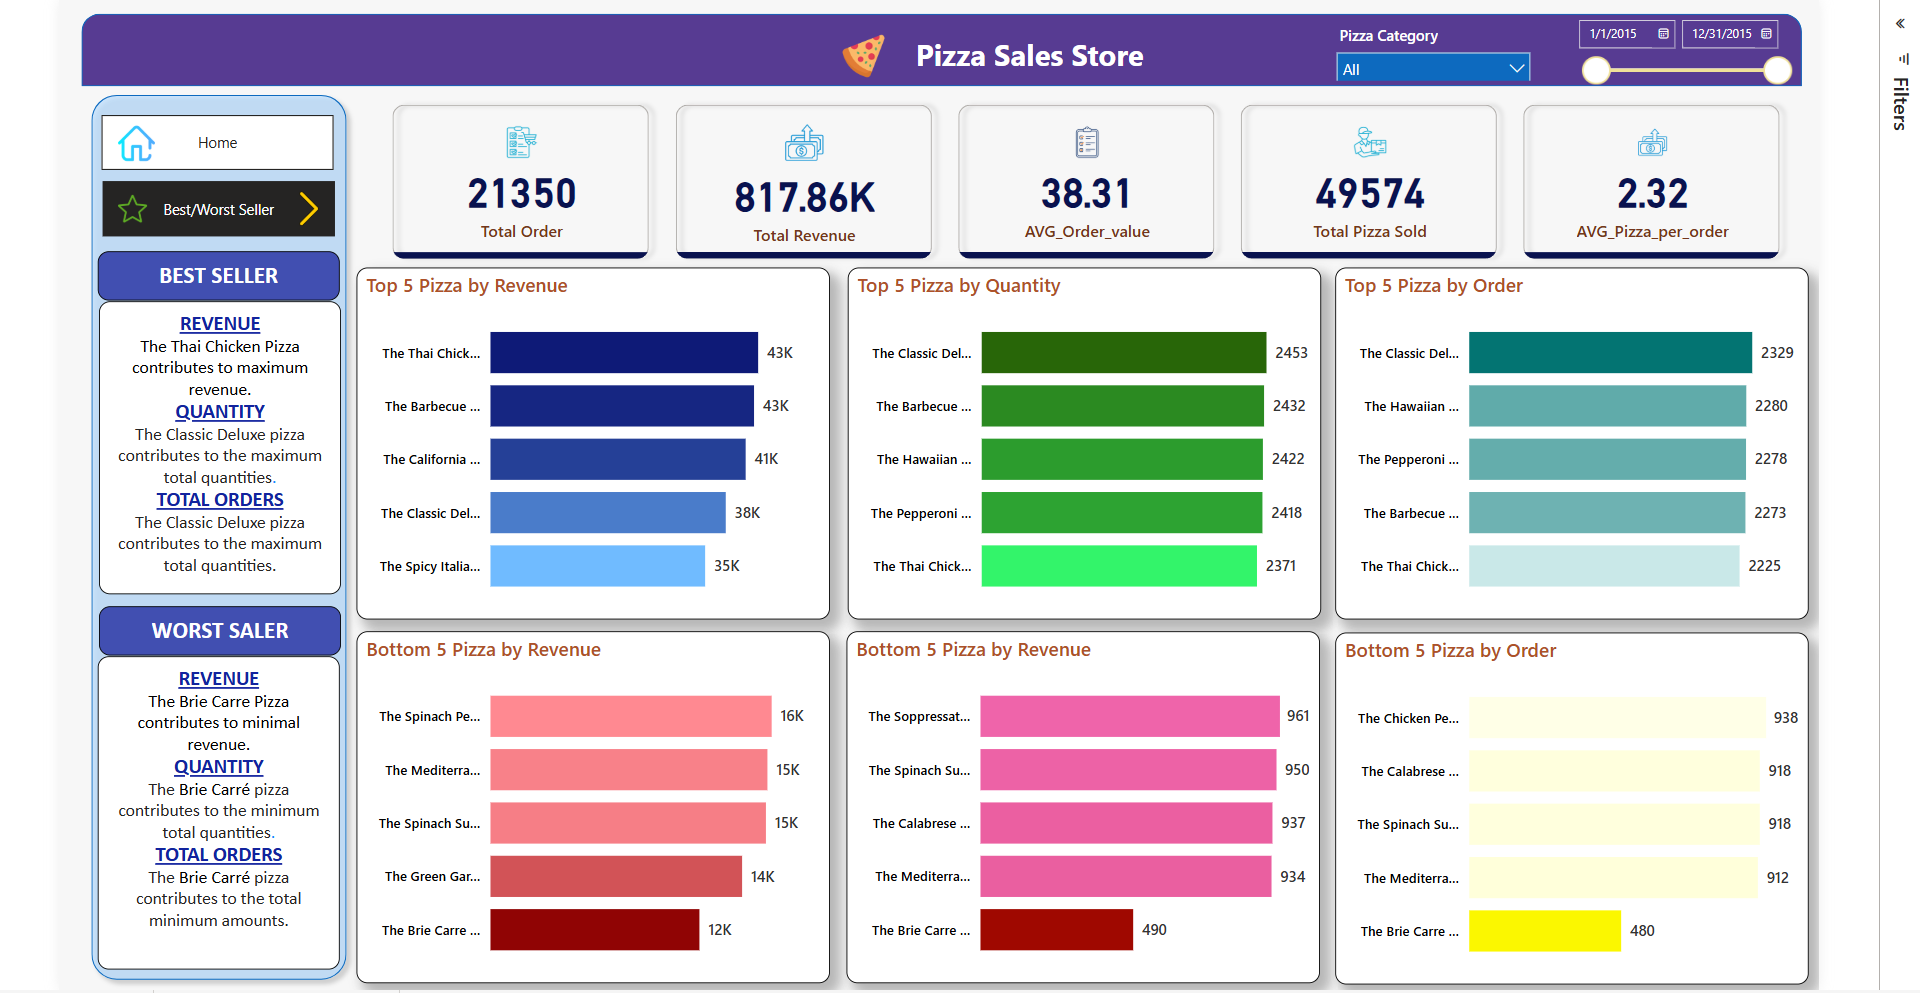 Pizza Sales Store
Pizza Category
All
1/1/2015
12/31/2015
Filters
Home
Best/Worst Seller
21350
Total Order
817.86K
Total Revenue
38.31
AVG_Order_value
49574
Total Pizza Sold
2.32
AVG_Pizza_per_order
BEST SELLER
REVENUE
The Thai Chicken Pizza
contributes to maximum
revenue.
QUANTITY
The Classic Deluxe pizza
contributes to the maximum
total quantities.
TOTAL ORDERS
The Classic Deluxe pizza
contributes to the maximum
total quantities.
WORST SALER
REVENUE
The Brie Carre Pizza
contributes to minimal
revenue.
QUANTITY
The Brie Carré pizza
contributes to the minimum
total quantities.
TOTAL ORDERS
The Brie Carré pizza
contributes to the total
minimum amounts.
Top 5 Pizza by Revenue
The Thai Chick... 43K
The Barbecue ... 43K
The California ... 41K
The Classic Del... 38K
The Spicy Italia... 35K
Top 5 Pizza by Quantity
The Classic Del... 2453
The Barbecue ... 2432
The Hawaiian ... 2422
The Pepperoni ... 2418
The Thai Chick... 2371
Top 5 Pizza by Order
The Classic Del... 2329
The Hawaiian ... 2280
The Pepperoni ... 2278
The Barbecue ... 2273
The Thai Chick... 2225
Bottom 5 Pizza by Revenue
The Spinach Pe... 16K
The Mediterra... 15K
The Spinach Su... 15K
The Green Gar... 14K
The Brie Carre ... 12K
Bottom 5 Pizza by Revenue
The Soppressat... 961
The Spinach Su... 950
The Calabrese ... 937
The Mediterra... 934
The Brie Carre ... 490
Bottom 5 Pizza by Order
The Chicken Pe... 938
The Calabrese ... 918
The Spinach Su... 918
The Mediterra... 912
The Brie Carre ... 480